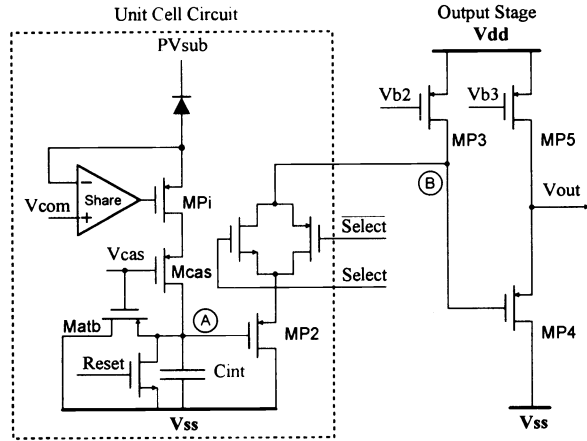 Unit Cell Circuit
Output Stage
PVsub
Vdd
Vb2
Vb3
MP3
MP5
Share
- 
+
Vcom
MPi
B
Vout
Select
Vcas
Mcas
Select
A
Matb
MP2
MP4
Reset
Cint
Vss
Vss